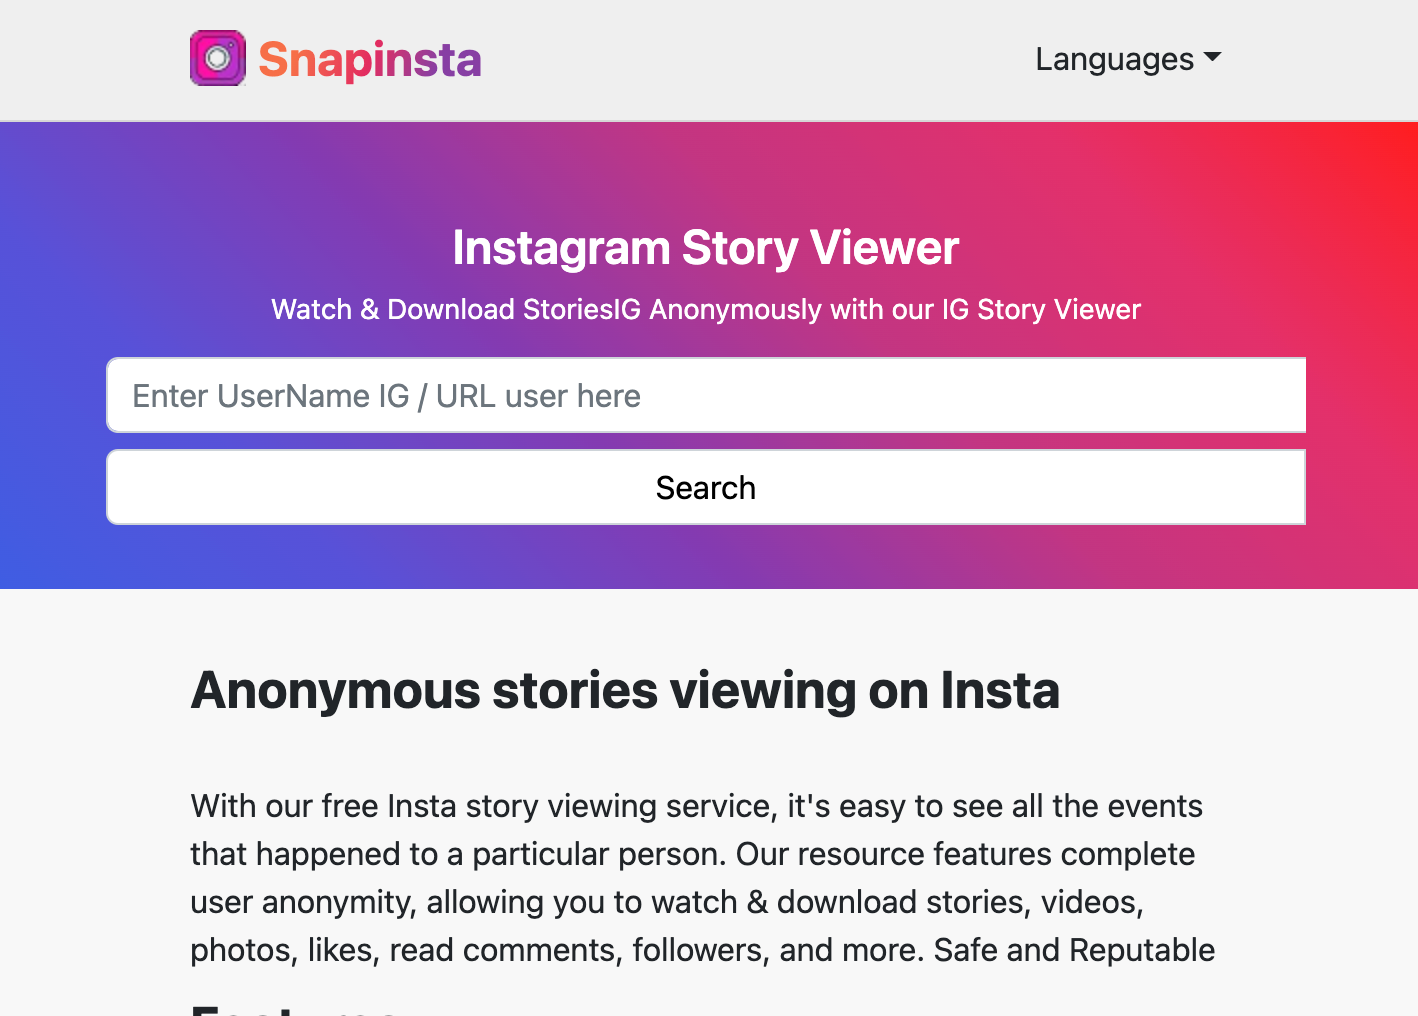 Snapinsta
Languages
Instagram Story Viewer
Watch & Download StoriesIG Anonymously with our IG Story Viewer
Enter UserName IG / URL user here
Search
Anonymous stories viewing on Insta
With our free Insta story viewing service, it's easy to see all the events
that happened to a particular person. Our resource features complete
user anonymity, allowing you to watch & download stories, videos,
photos, likes, read comments, followers, and more. Safe and Reputable